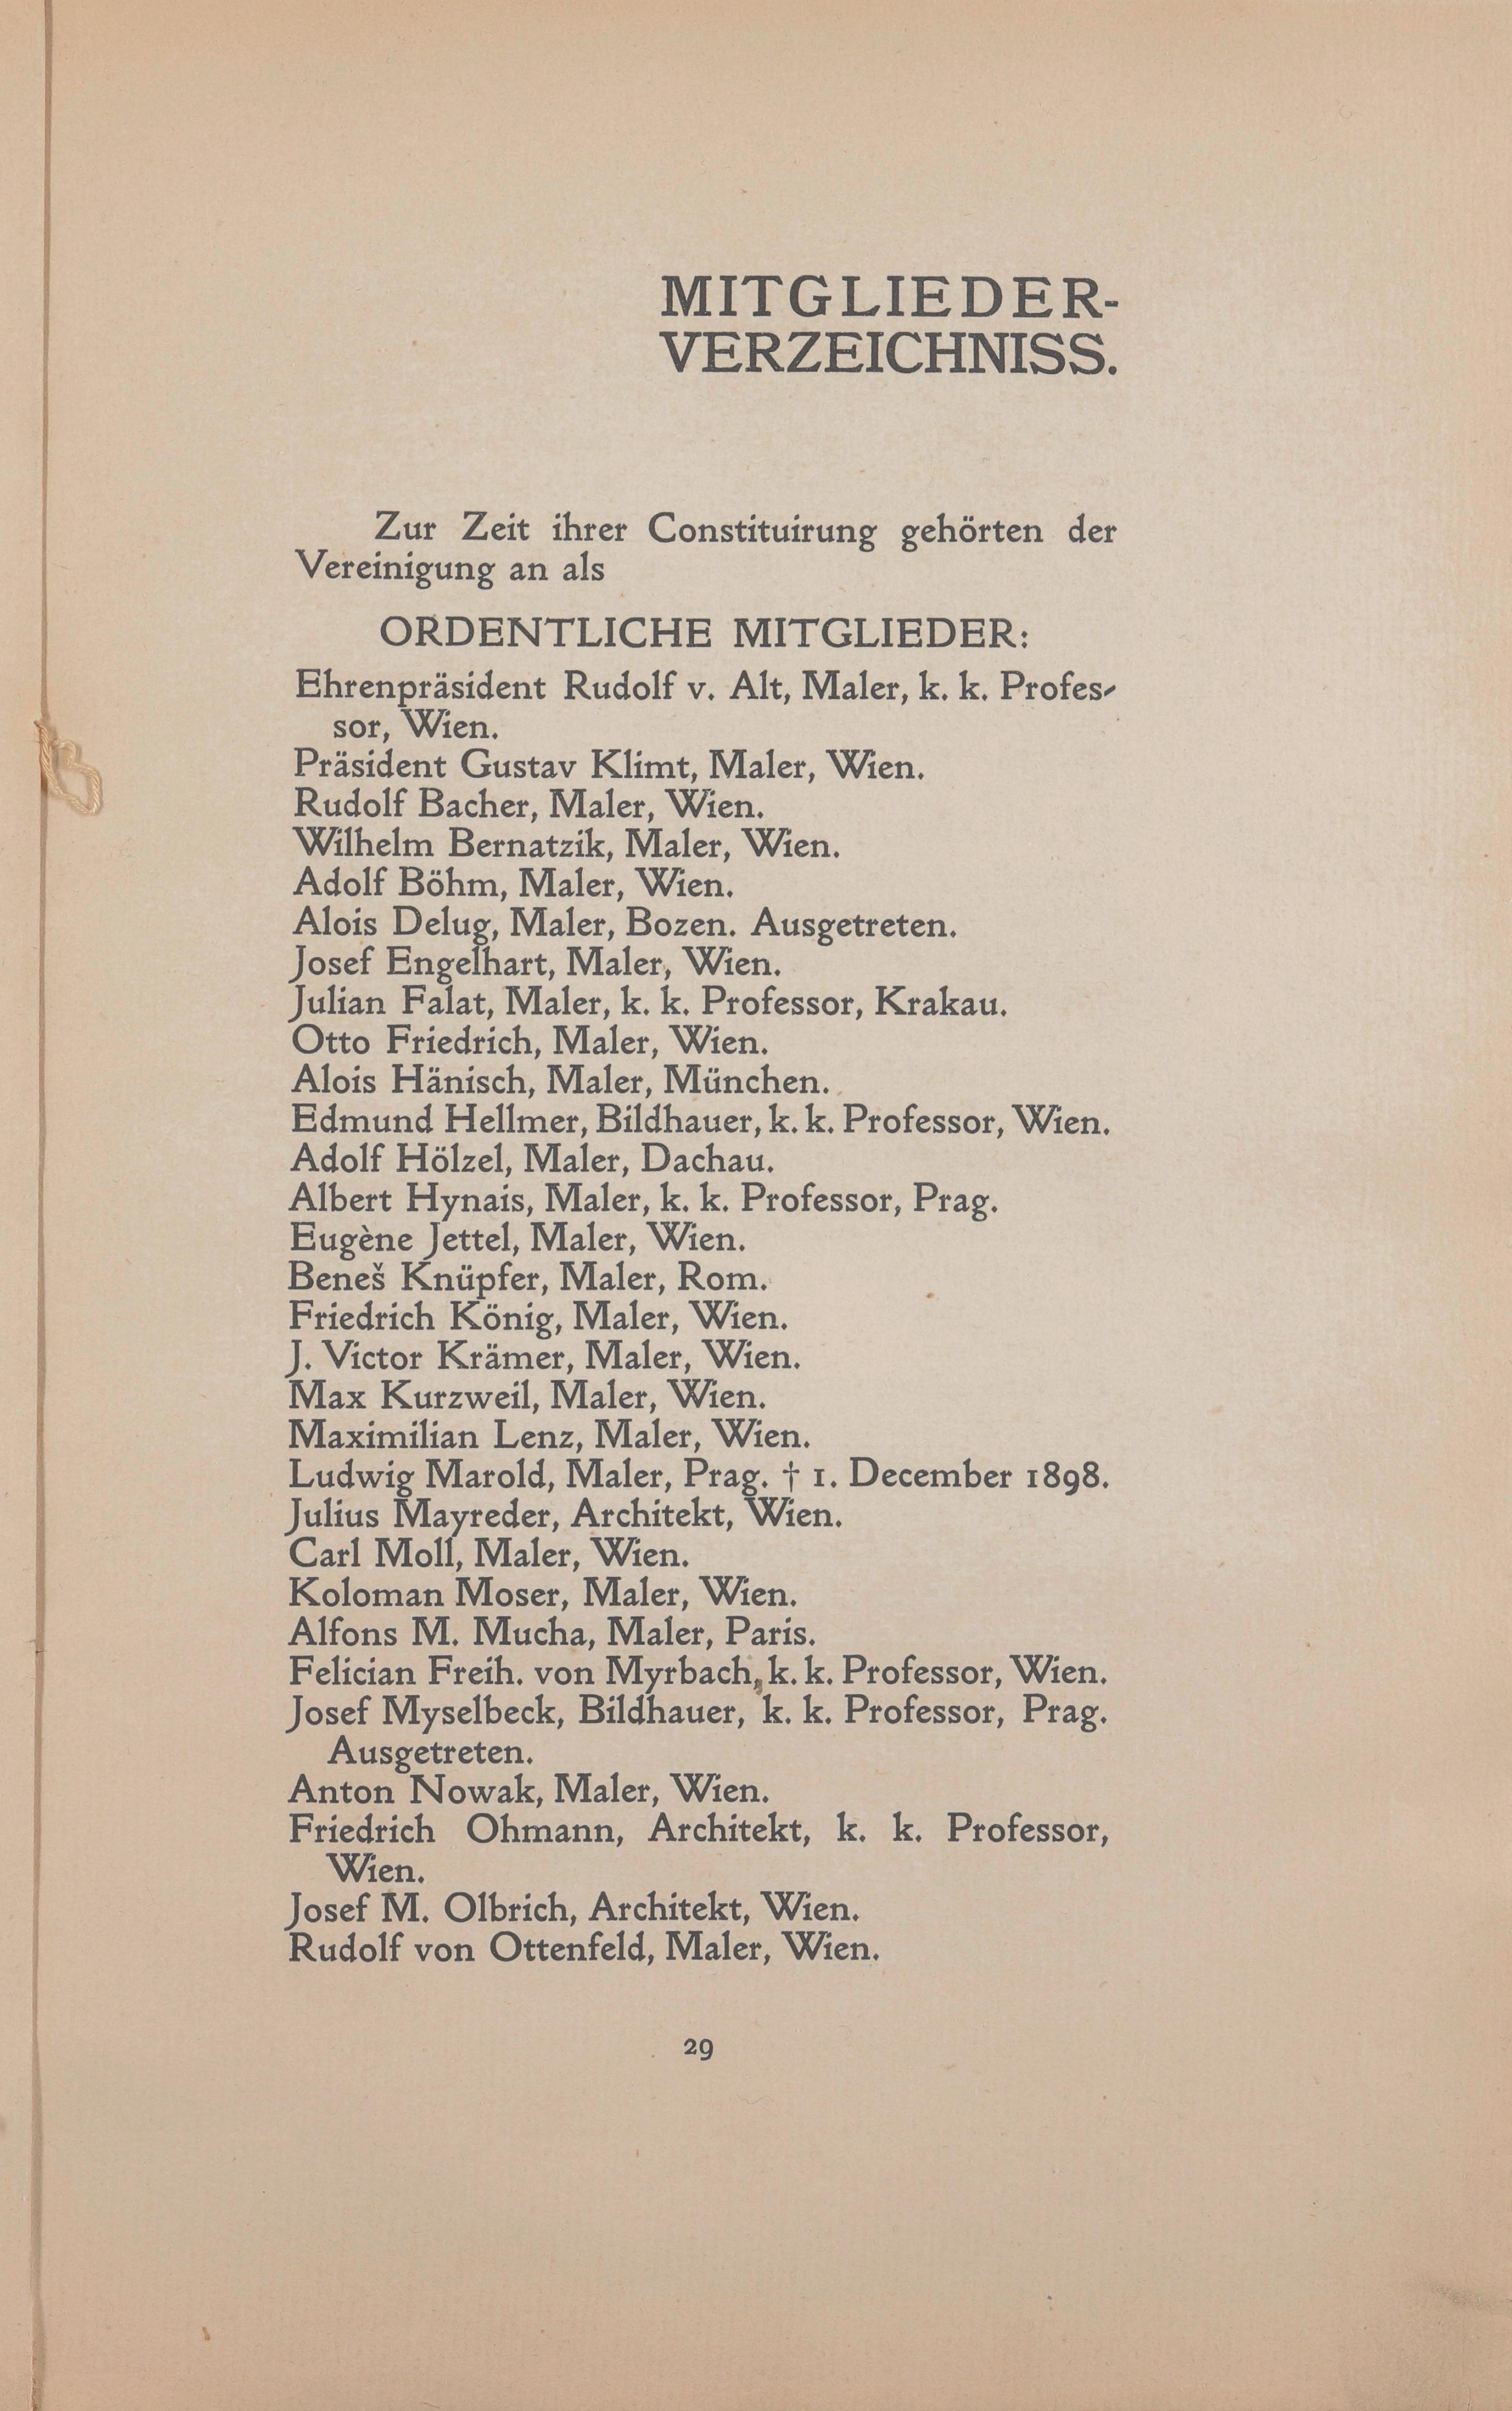 MITGLIEDER-
VERZEICHNISS.
Zur Zeit ihrer Constituirung gehörten der
Vereinigung an als
ORDENTLICHE MITGLIEDER:
Ehrenpräsident Rudolf v. Alt, Maler, k. k. Profes-
sor, Wien.
Präsident Gustav Klimt, Maler, Wien.
Rudolf Bacher, Maler, Wien.
Wilhelm Bernatzik, Maler, Wien.
Adolf Böhm, Maler, Wien.
Alois Delug, Maler, Bozen. Ausgetreten.
Josef Engelhart, Maler, Wien.
Julian Falat, Maler, k. k. Professor, Krakau.
Otto Friedrich, Maler, Wien.
Alois Hänisch, Maler, München.
Edmund Hellmer, Bildhauer, k. k. Professor, Wien.
Adolf Hölzel, Maler, Dachau.
Albert Hynais, Maler, k. k. Professor, Prag.
Eugène Jettel, Maler, Wien.
Beneš Knüpfer, Maler, Rom.
Friedrich König, Maler, Wien.
J. Victor Krämer, Maler, Wien.
Max Kurzweil, Maler, Wien.
Maximilian Lenz, Maler, Wien.
Ludwig Marold, Maler, Prag. † 1. December 1898.
Julius Mayreder, Architekt, Wien.
Carl Moll, Maler, Wien.
Koloman Moser, Maler, Wien.
Alfons M. Mucha, Maler, Paris.
Felician Freih. von Myrbach, k. k. Professor, Wien.
Josef Myselbeck, Bildhauer, k. k. Professor, Prag.
Ausgetreten.
Anton Nowak, Maler, Wien.
Friedrich Ohmann, Architekt, k. k. Professor,
Wien.
Josef M. Olbrich, Architekt, Wien.
Rudolf von Ottenfeld, Maler, Wien.
29